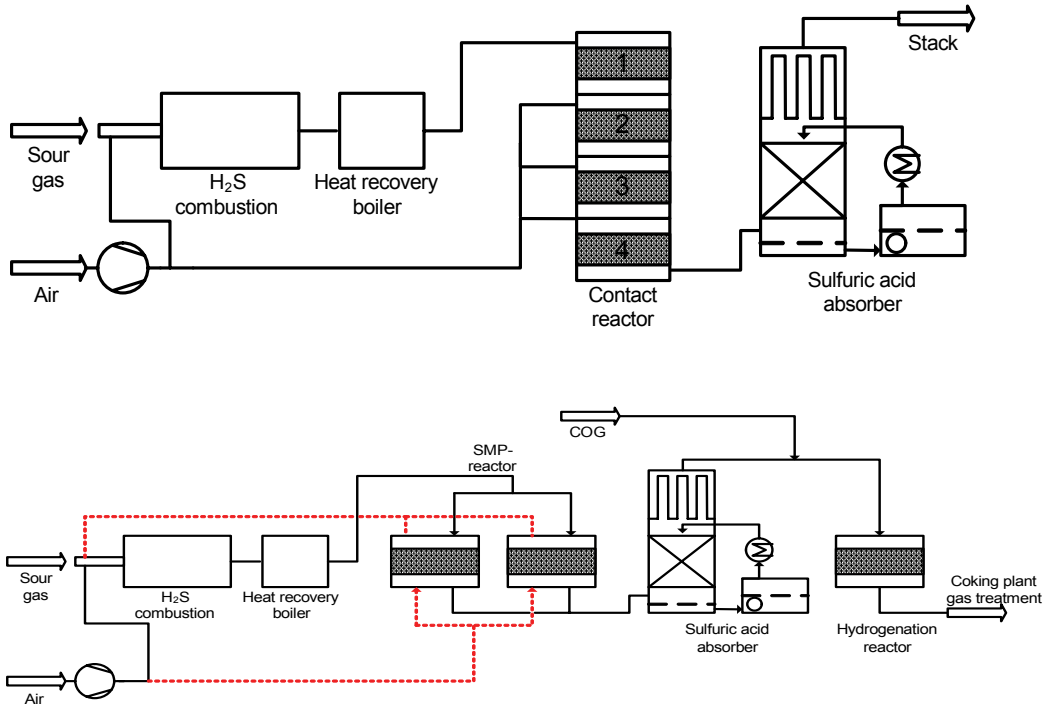 Stack
1
2
3
4
Sour
gas
H₂S
combustion
Heat recovery
boiler
Air
Contact
reactor
Sulfuric acid
absorber
COG
SMP-
reactor
Sour
gas
H₂S
combustion
Heat recovery
boiler
Sulfuric acid
absorber
Hydrogenation
reactor
Coking plant
gas treatment
Air